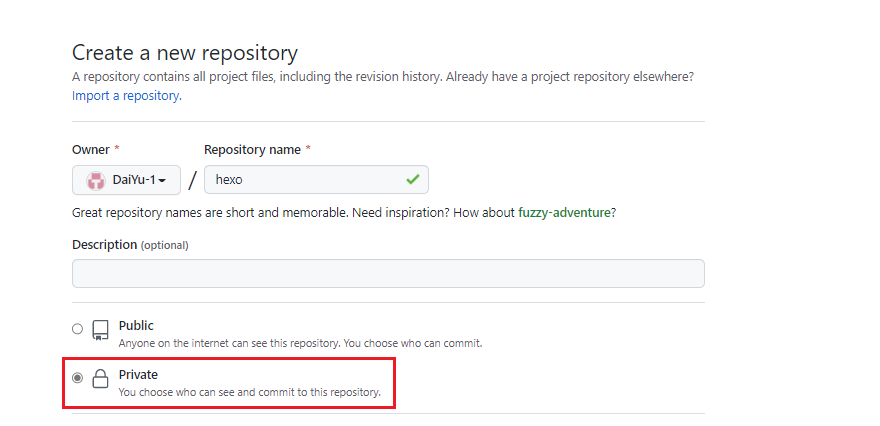 Create a new repository
A repository contains all project files, including the revision history. Already have a project repository elsewhere?
Import a repository.
Owner * Repository name *
DaiYu-1 / hexo
Great repository names are short and memorable. Need inspiration? How about fuzzy-adventure?
Description (optional)
Public
Anyone on the internet can see this repository. You choose who can commit.
Private
You choose who can see and commit to this repository.